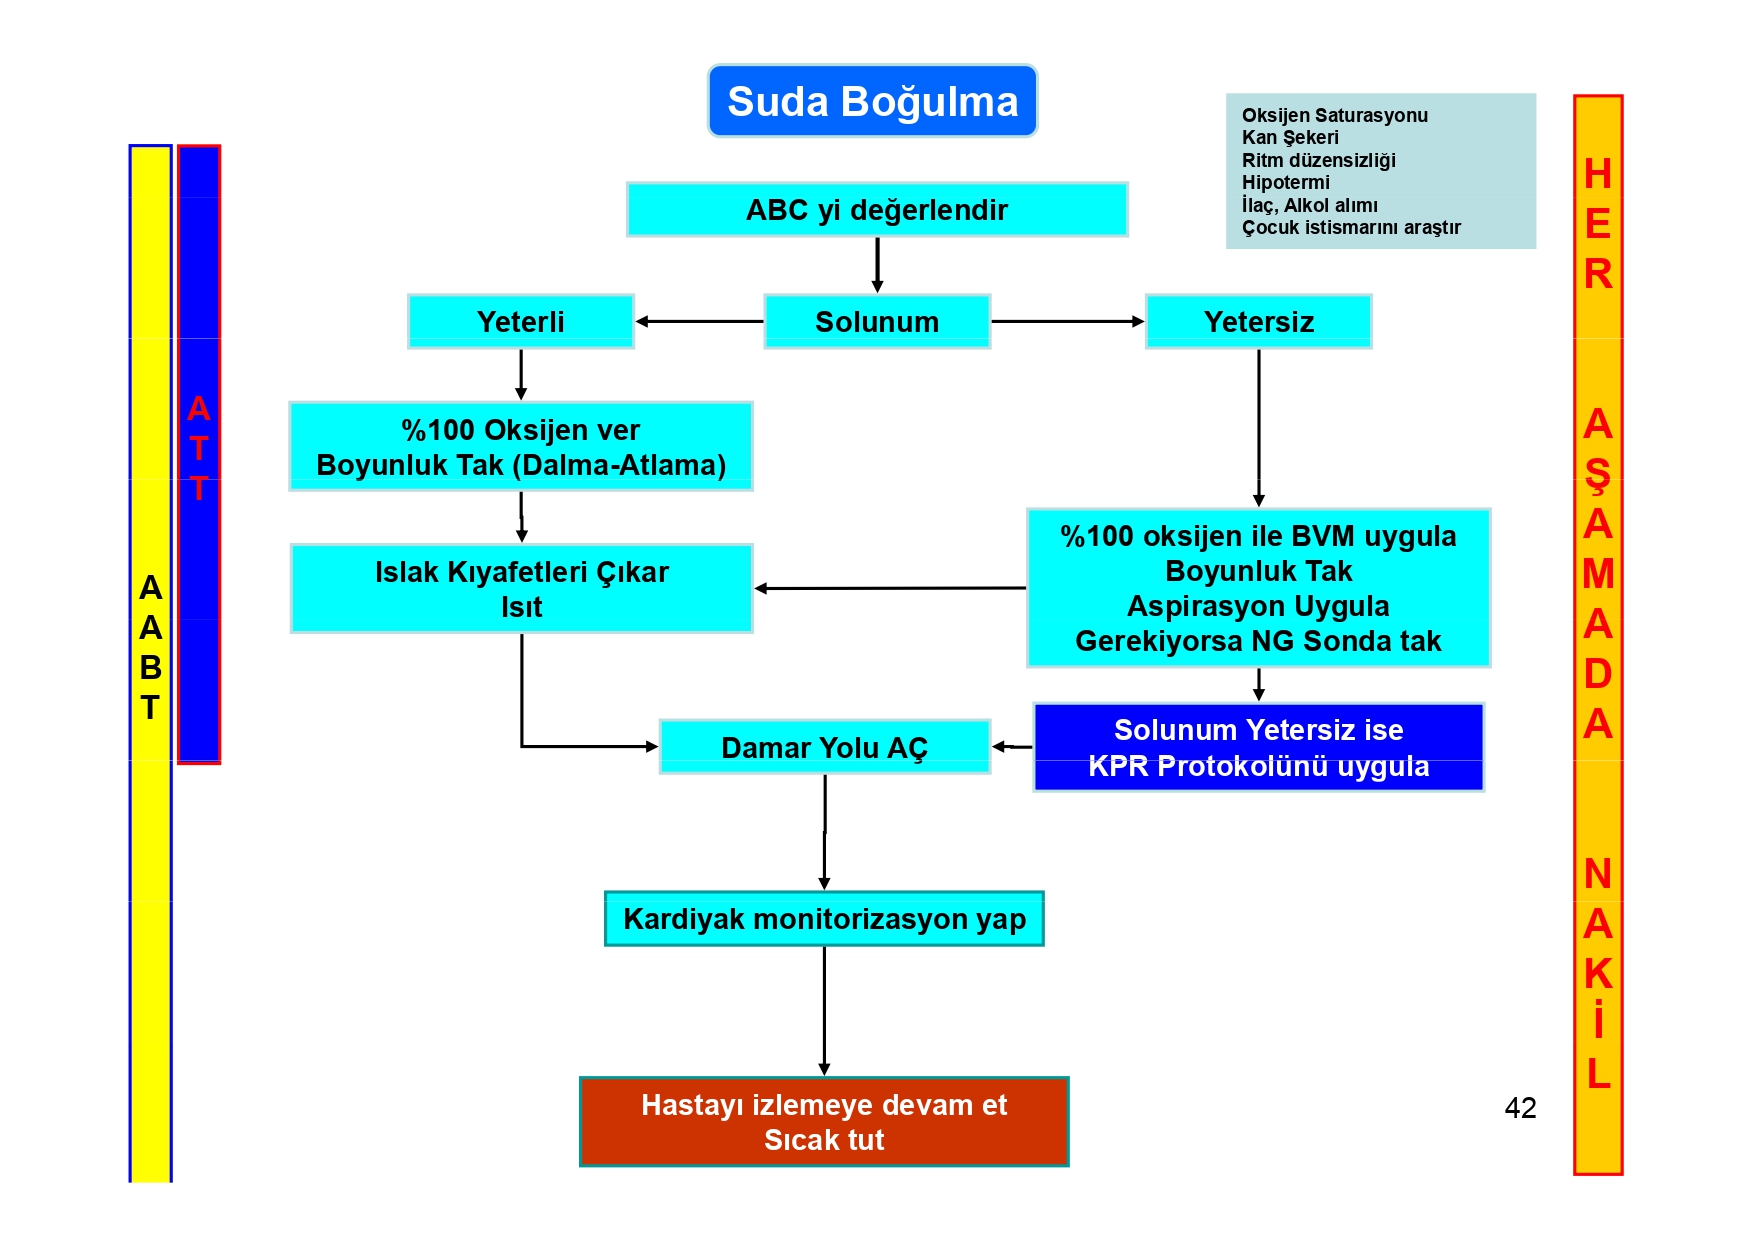 Suda Boğulma
Oksijen Saturasyonu
Kan Şekeri
Ritm düzensizliği
Hipotermi
İlaç, Alkol alımı
Çocuk istismarını araştır
ABC yi değerlendir
Yeterli
Solunum
Yetersiz
%100 Oksijen ver
Boyunluk Tak (Dalma-Atlama)
%100 oksijen ile BVM uygula
Boyunluk Tak
Aspirasyon Uygula
Gerekiyorsa NG Sonda tak
Islak Kıyafetleri Çıkar
Isıt
Solunum Yetersiz ise
KPR Protokolünü uygula
Damar Yolu AÇ
Kardiyak monitorizasyon yap
Hastayı izlemeye devam et
Sıcak tut
42
AABT
ATT
HER AŞAMADA NAKİL